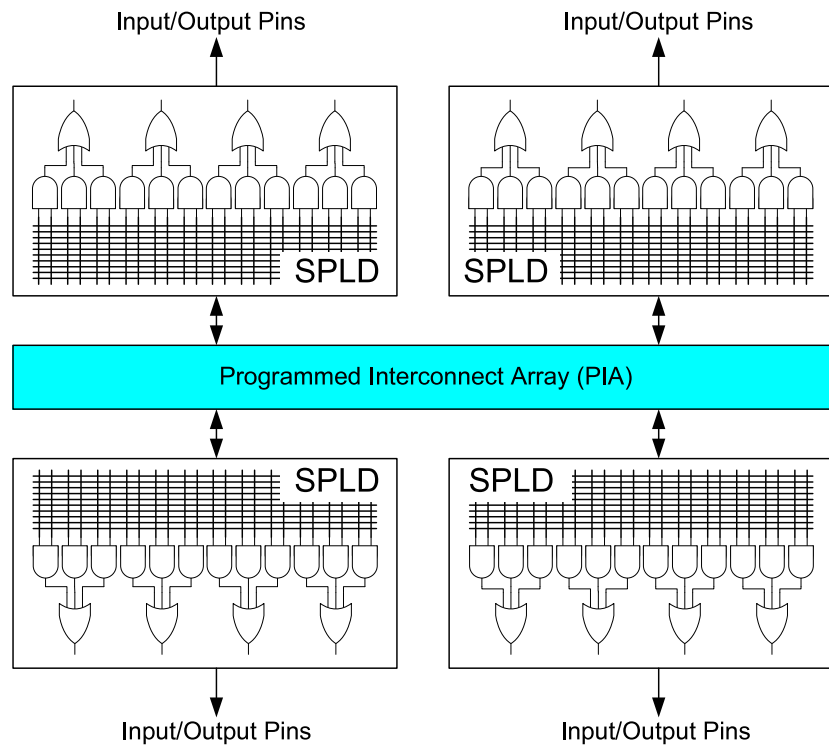 Input/Output Pins
Input/Output Pins
SPLD
SPLD
Programmed Interconnect Array (PIA)
SPLD
SPLD
Input/Output Pins
Input/Output Pins